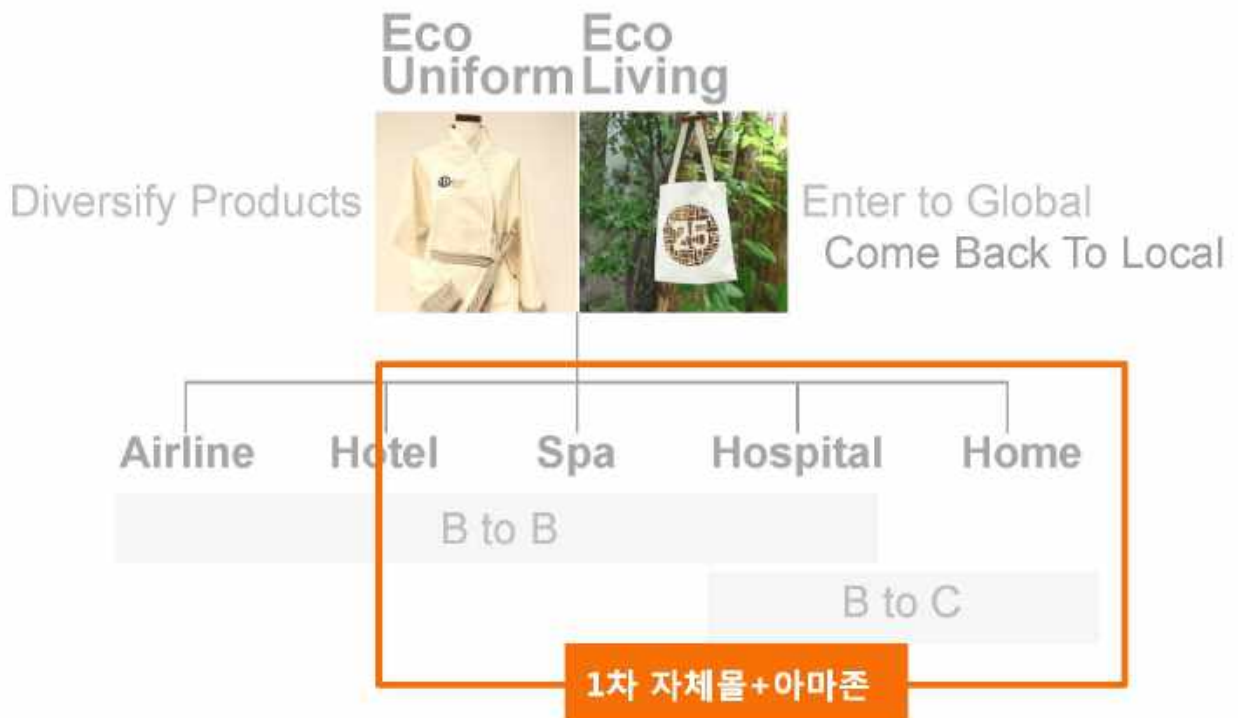 Eco Uniform
Eco Living
Diversify Products
Enter to Global
Come Back To Local
Airline
Hotel
Spa
Hospital
Home
B to B
B to C
1차 자체몰+아마존